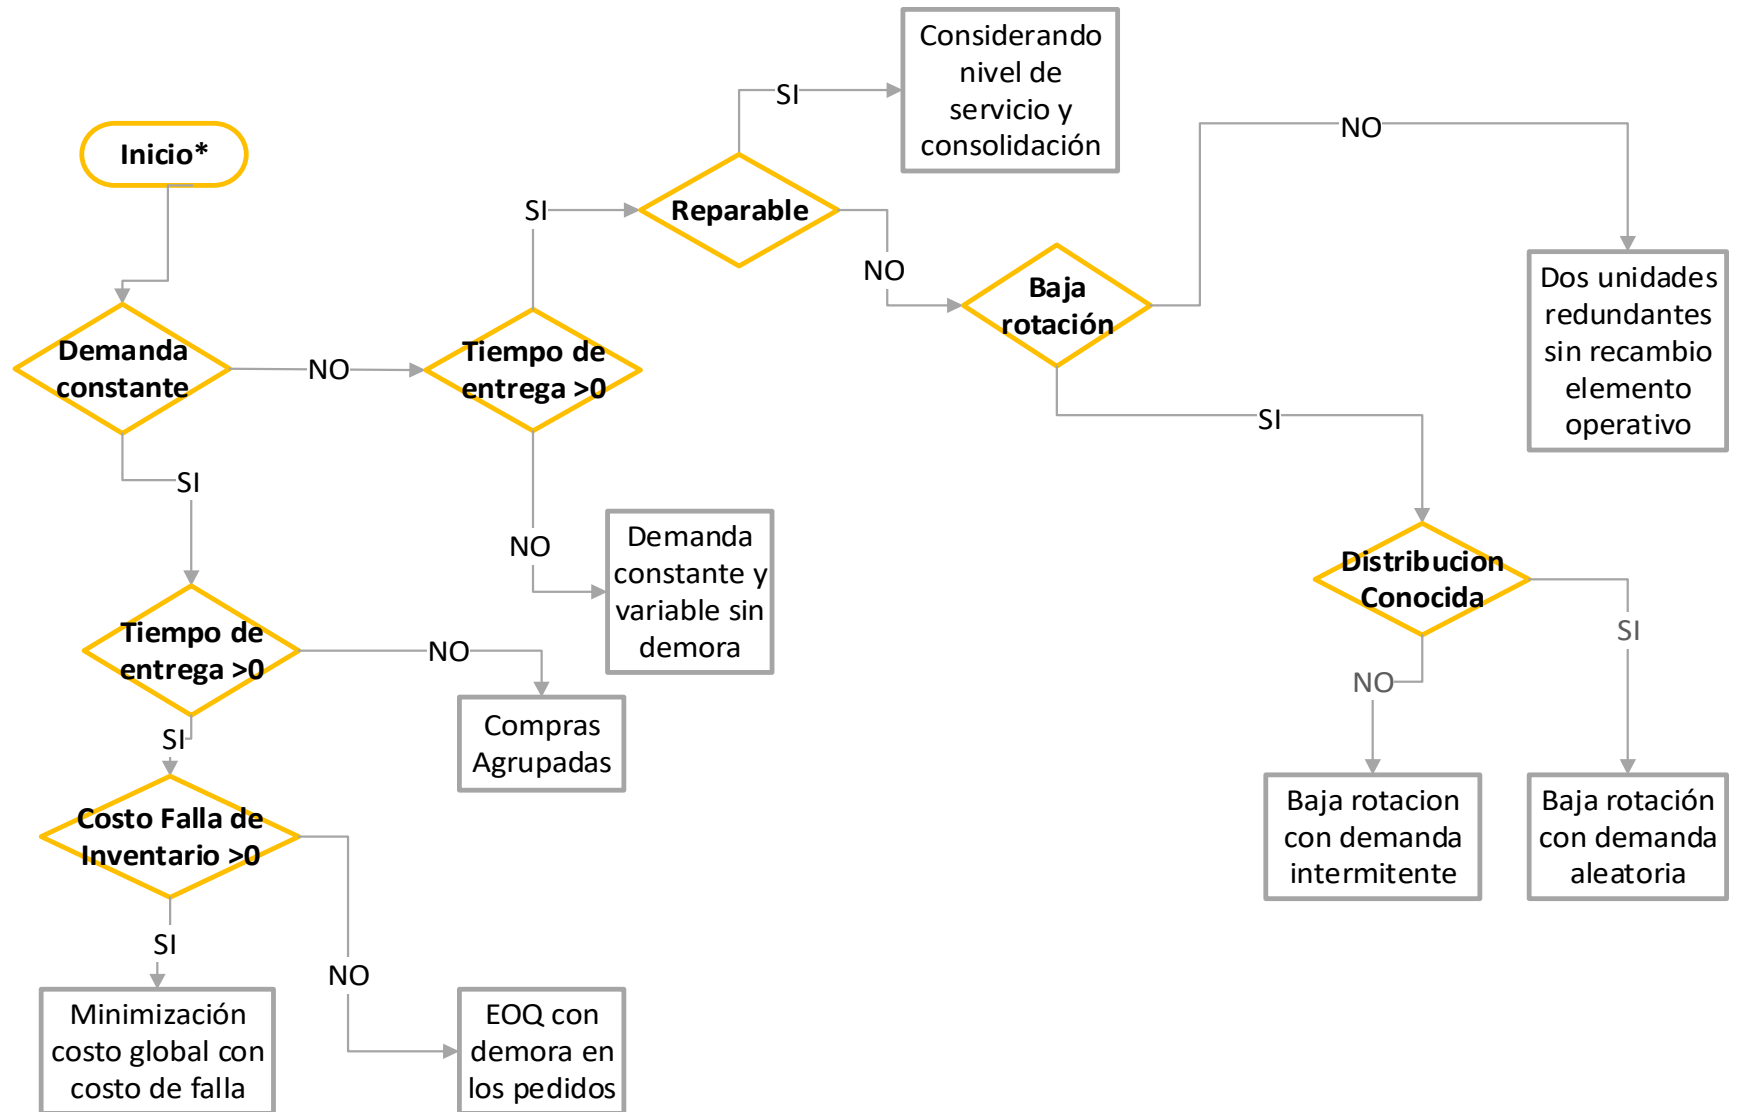 Considerando
nivel de
servicio y
consolidación
SI
Inicio*
NO
SI
Reparable
NO
Baja
rotación
Dos unidades
redundantes
sin recambio
elemento
operativo
Demanda
constante
NO
Tiempo de
entrega >0
SI
SI
NO
Demanda
constante y
variable sin
demora
Distribucion
Conocida
SI
NO
Tiempo de
entrega >0
NO
SI
Compras
Agrupadas
Costo Falla de
Inventario >0
Baja rotacion
con demanda
intermitente
Baja rotación
con demanda
aleatoria
SI
NO
Minimización
costo global con
costo de falla
EOQ con
demora en
los pedidos